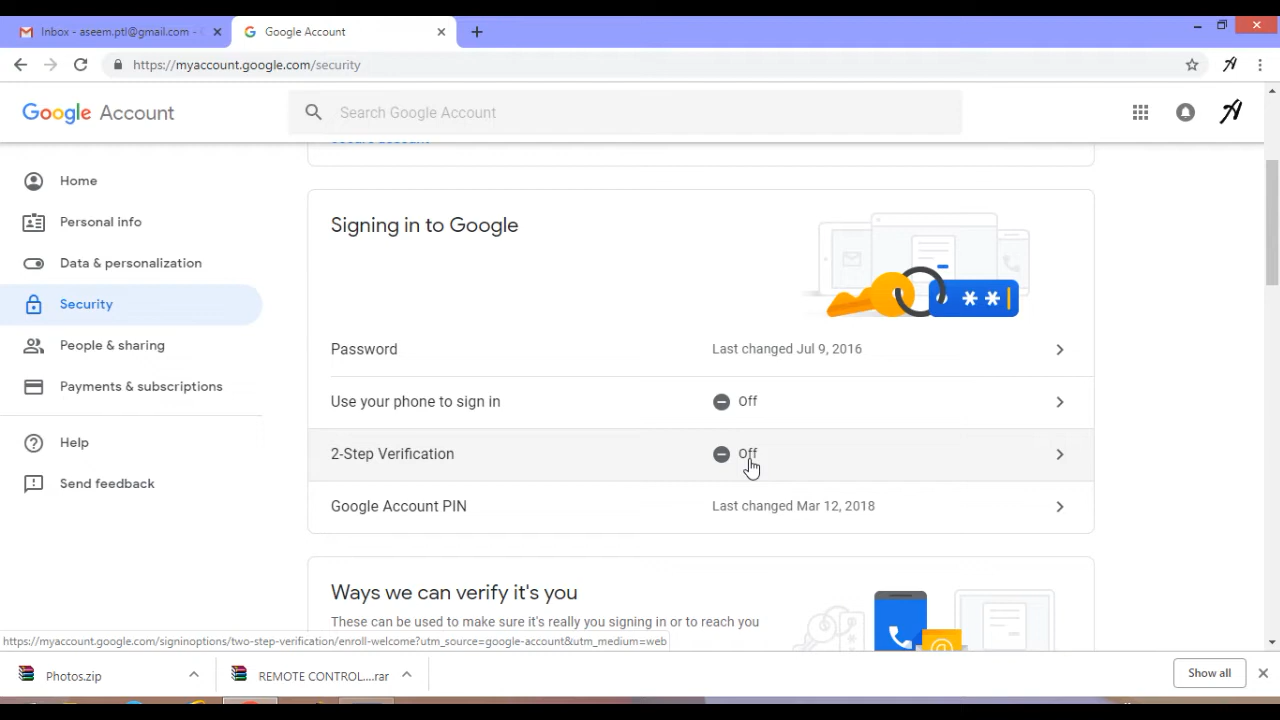 Inbox - aseem.ptl@gmail.com -
Google Account
https://myaccount.google.com/security
Google Account
Search Google Account
Home
Personal info
Data & personalization
Security
People & sharing
Payments & subscriptions
Help
Send feedback
Signing in to Google
Password
Last changed Jul 9, 2016
Use your phone to sign in
Off
2-Step Verification
Off
Google Account PIN
Last changed Mar 12, 2018
Ways we can verify it's you
These can be used to make sure it's really you signing in or to reach you
https://myaccount.google.com/signinoptions/two-step-verification/enroll-welcome?utm_source=google-account&utm_medium=web
Photos.zip
REMOTE CONTROL....rar
Show all